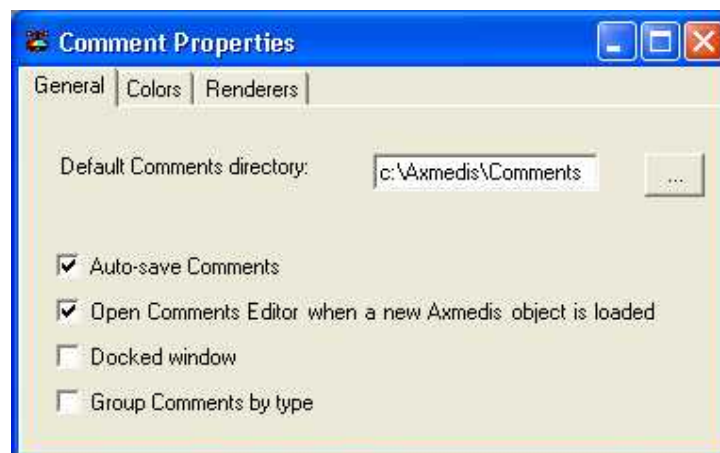 Comment Properties
General Colors Renderers
Default Comments directory: c:\Axmedis\Comments ...
Auto-save Comments
Open Comments Editor when a new Axmedis object is loaded
Docked window
Group Comments by type